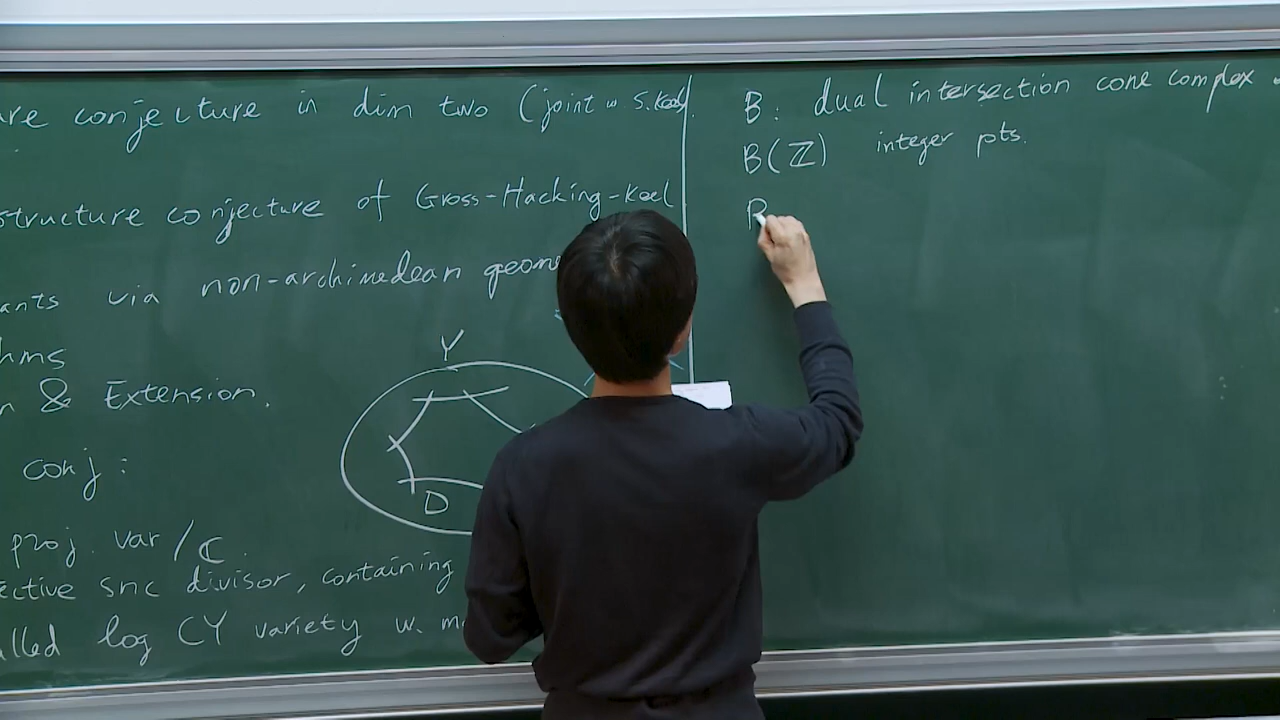 re conjecture in dim two (joint w S. Keel).
structure conjecture of Gross-Hacking-Keel
ants via non-archimedean geome
hms
n & Extension.
conj :
proj. var / ℂ.
ective snc divisor, containing
alled log CY variety w. m
Y
D
B: dual intersection cone complex
B(ℤ) integer pts.